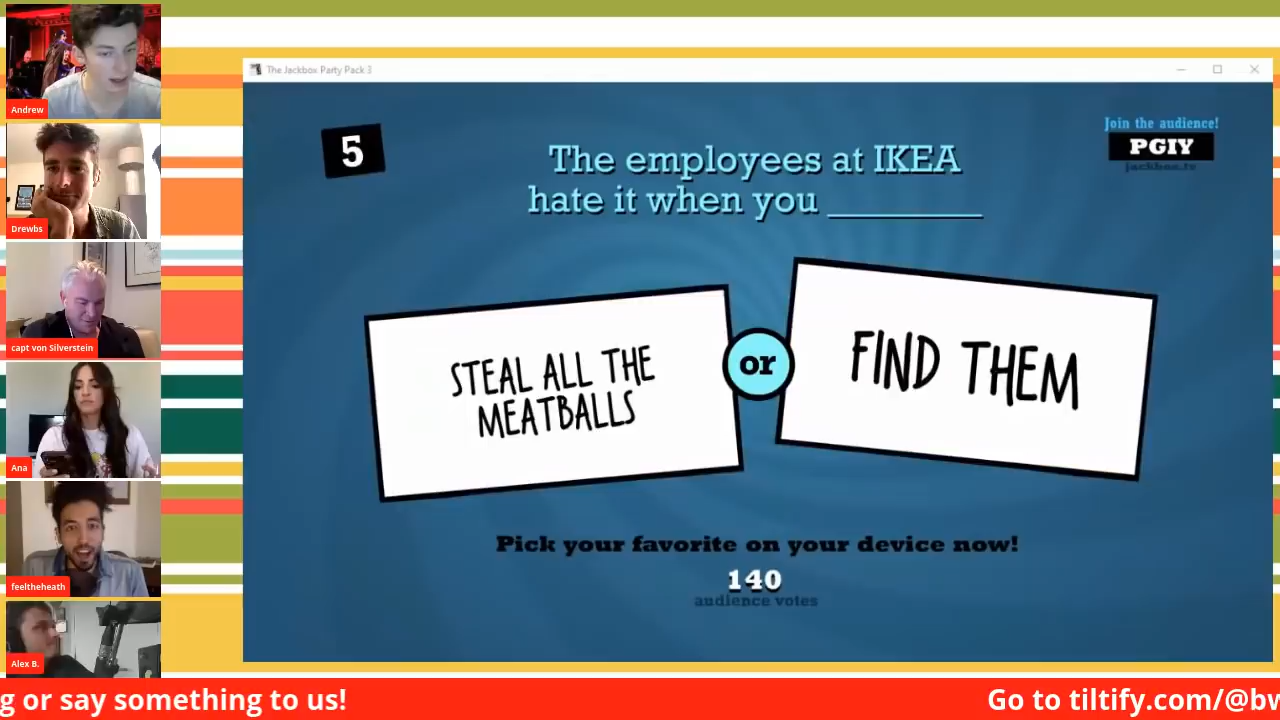 Andrew
Drewbs
capt von Silverstein
Ana
feeltheheath
Alex B.
The Jackbox Party Pack 3
5
The employees at IKEA
hate it when you ________
Join the audience!
PGIY
jackbox.tv
STEAL ALL THE
MEATBALLS
or
FIND THEM
Pick your favorite on your device now!
140
audience votes
g or say something to us!
Go to tiltify.com/@bw